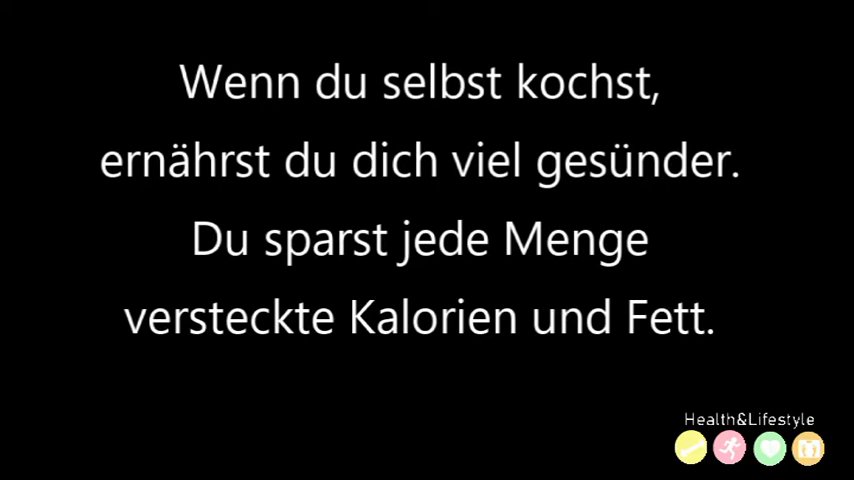 Wenn du selbst kochst,
ernährst du dich viel gesünder.
Du sparst jede Menge
versteckte Kalorien und Fett.
Health&Lifestyle